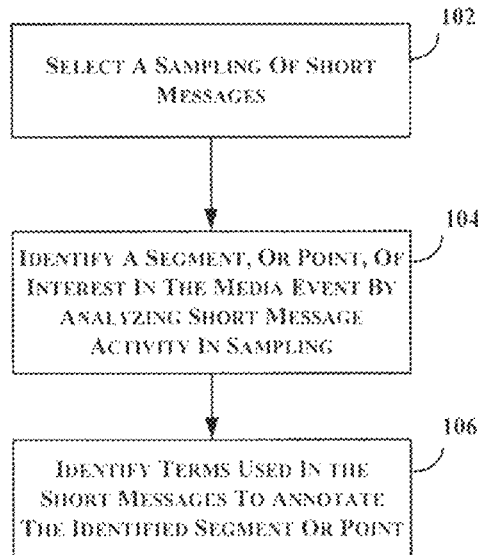 102
SELECT A SAMPLING OF SHORT
MESSAGES
104
IDENTIFY A SEGMENT, OR POINT, OF
INTEREST IN THE MEDIA EVENT BY
ANALYZING SHORT MESSAGE
ACTIVITY IN SAMPLING
106
IDENTIFY TERMS USED IN THE
SHORT MESSAGES TO ANNOTATE
THE IDENTIFIED SEGMENT OR POINT